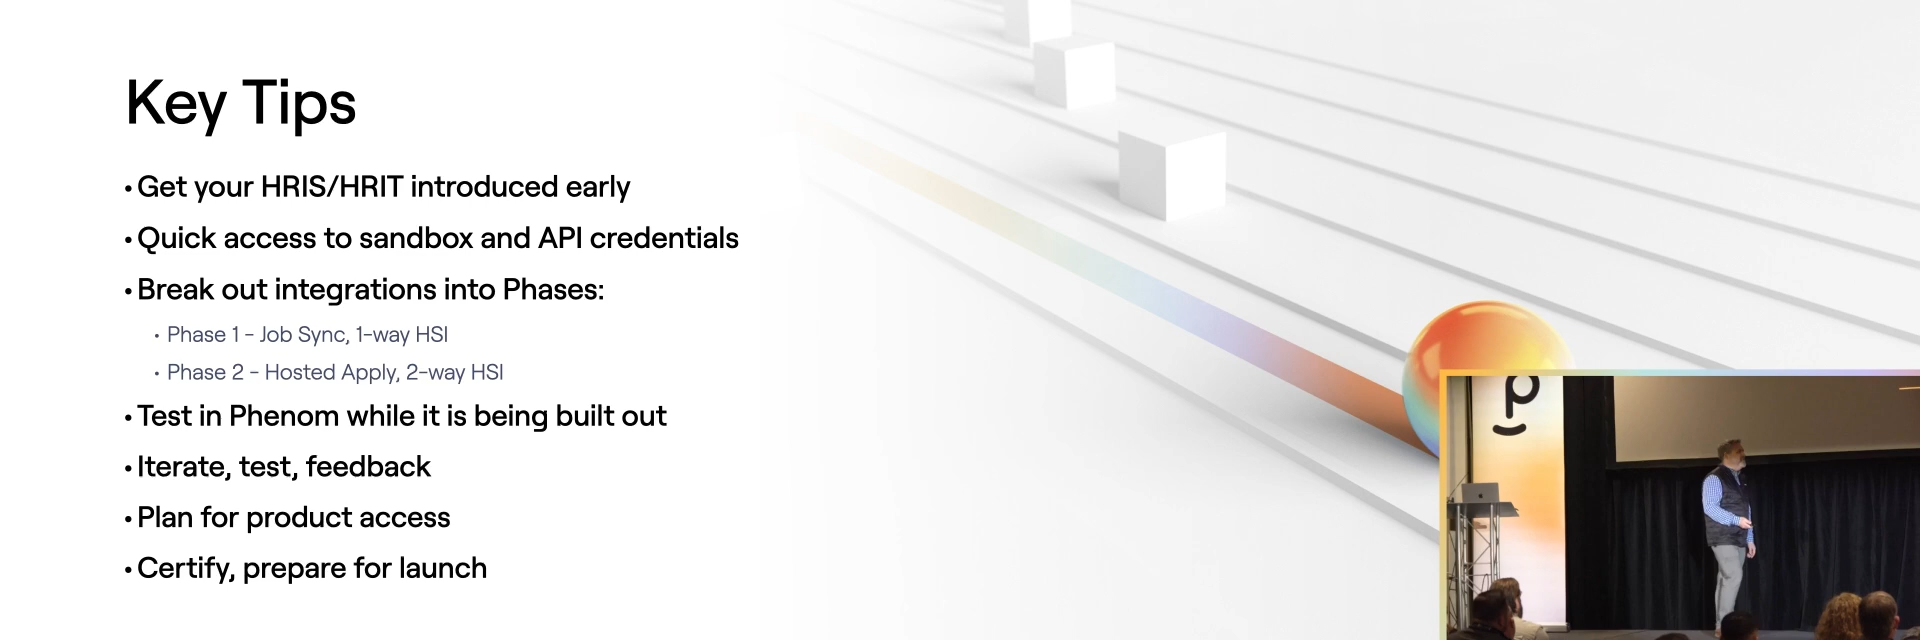 Key Tips
• Get your HRIS/HRIT introduced early
• Quick access to sandbox and API credentials
• Break out integrations into Phases:
• Phase 1 - Job Sync, 1-way HSI
• Phase 2 - Hosted Apply, 2-way HSI
• Test in Phenom while it is being built out
• Iterate, test, feedback
• Plan for product access
• Certify, prepare for launch
p